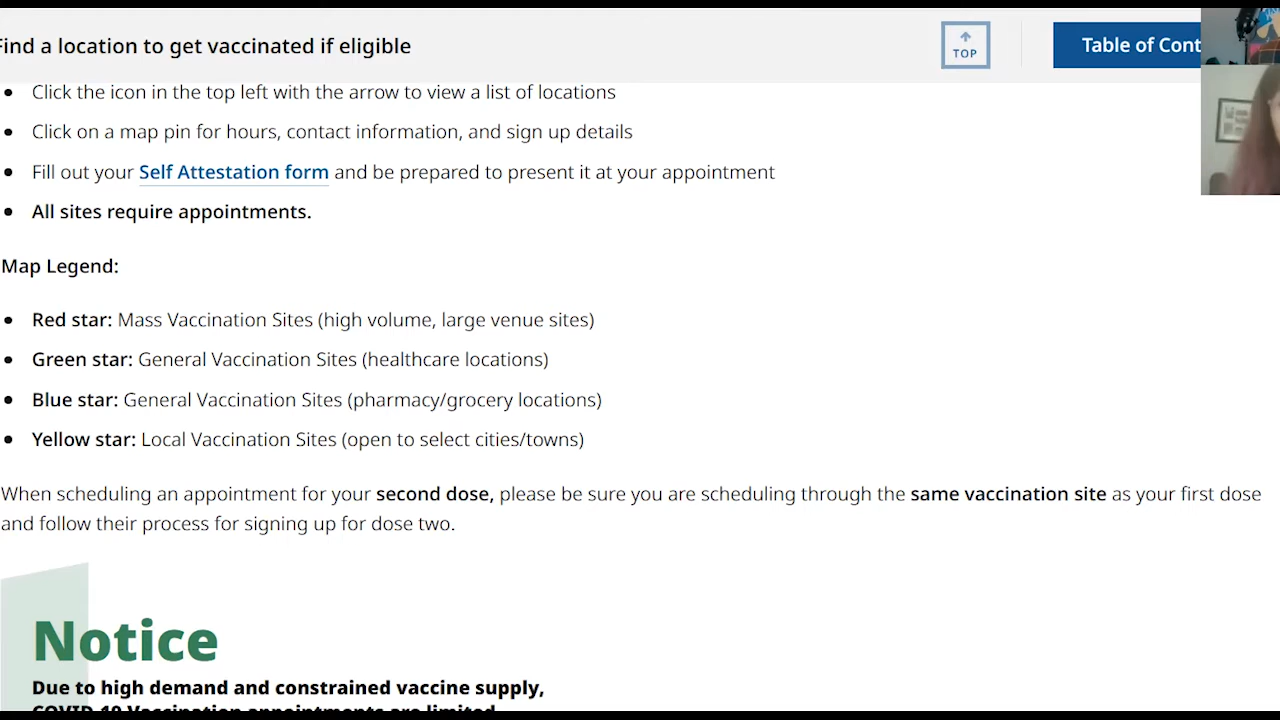 Find a location to get vaccinated if eligible
TOP
Table of Cont
Click the icon in the top left with the arrow to view a list of locations
Click on a map pin for hours, contact information, and sign up details
Fill out your Self Attestation form and be prepared to present it at your appointment
All sites require appointments.
Map Legend:
Red star: Mass Vaccination Sites (high volume, large venue sites)
Green star: General Vaccination Sites (healthcare locations)
Blue star: General Vaccination Sites (pharmacy/grocery locations)
Yellow star: Local Vaccination Sites (open to select cities/towns)
When scheduling an appointment for your second dose, please be sure you are scheduling through the same vaccination site as your first dose
and follow their process for signing up for dose two.
Notice
Due to high demand and constrained vaccine supply,
COVID-19 Vaccination appointments are limited